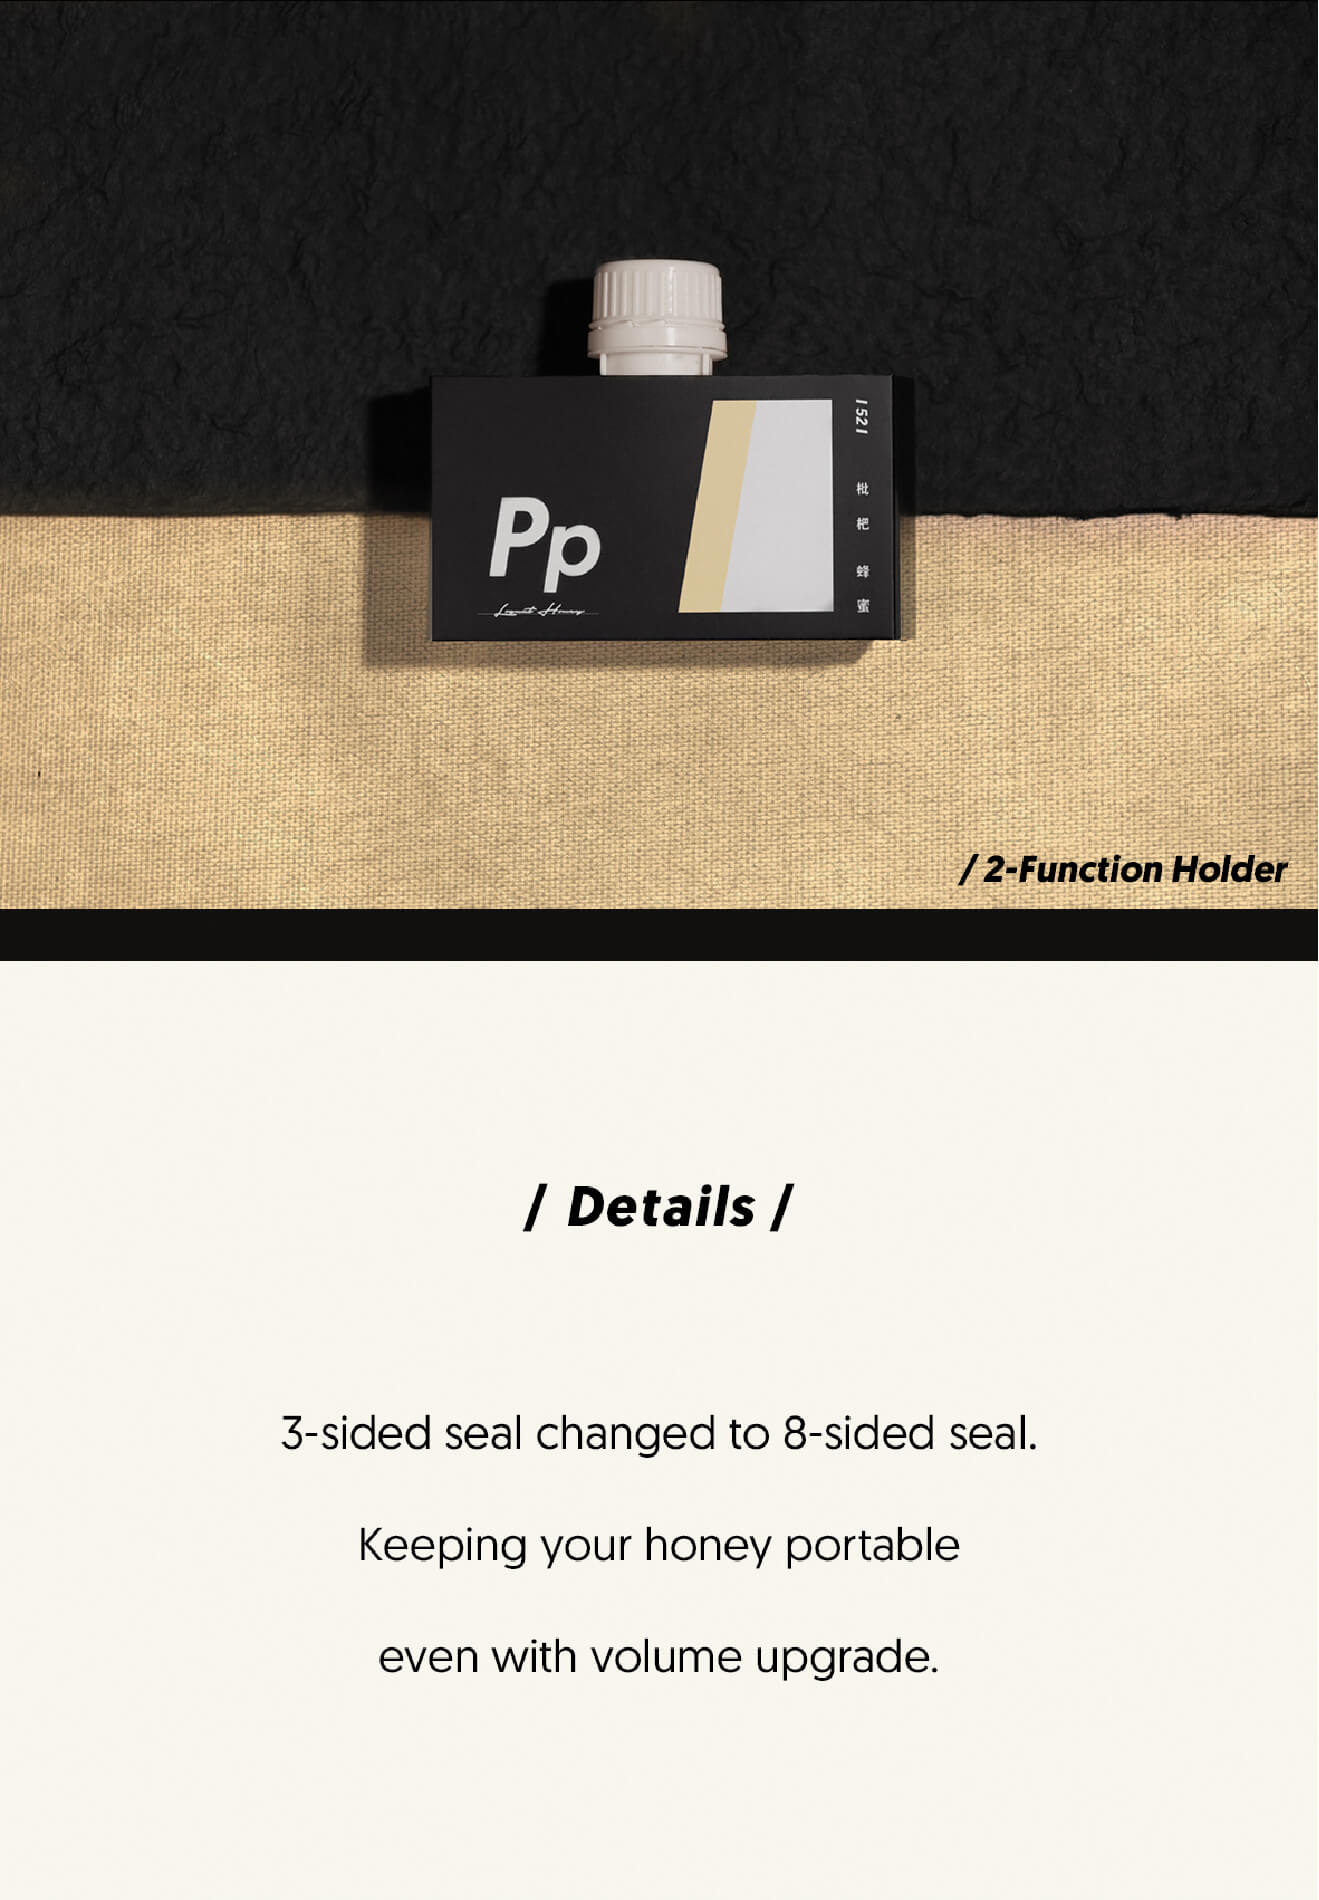 1521
枇杷蜂蜜
Pp
Loquat Honey
/ 2-Function Holder
/ Details /
3-sided seal changed to 8-sided seal.
Keeping your honey portable
even with volume upgrade.